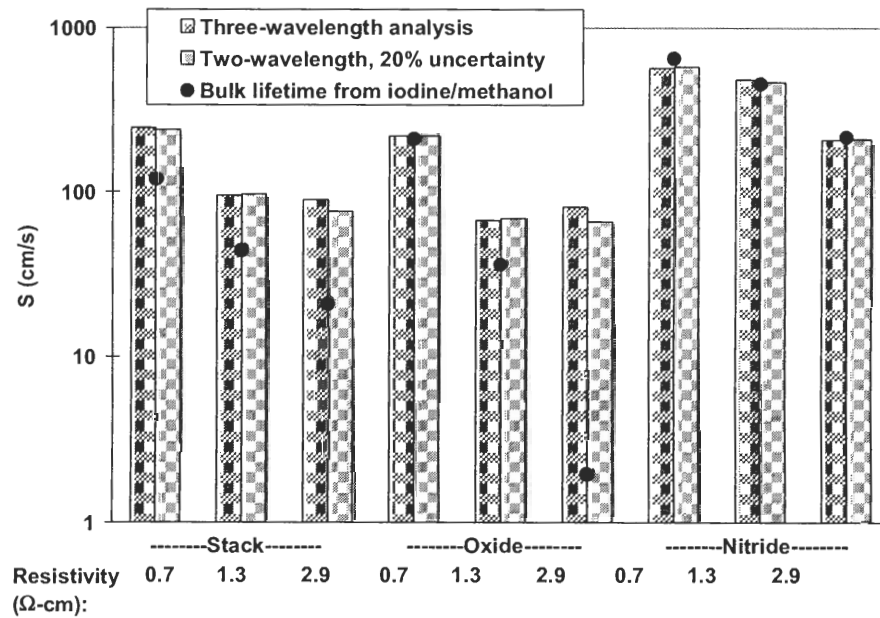 Three-wavelength analysis
Two-wavelength, 20% uncertainty
Bulk lifetime from iodine/methanol
1000
100
10
1
S (cm/s)
--------Stack-------- --------Oxide-------- --------Nitride--------
Resistivity 0.7 1.3 2.9 0.7 1.3 2.9 0.7 1.3 2.9
(Ω-cm):